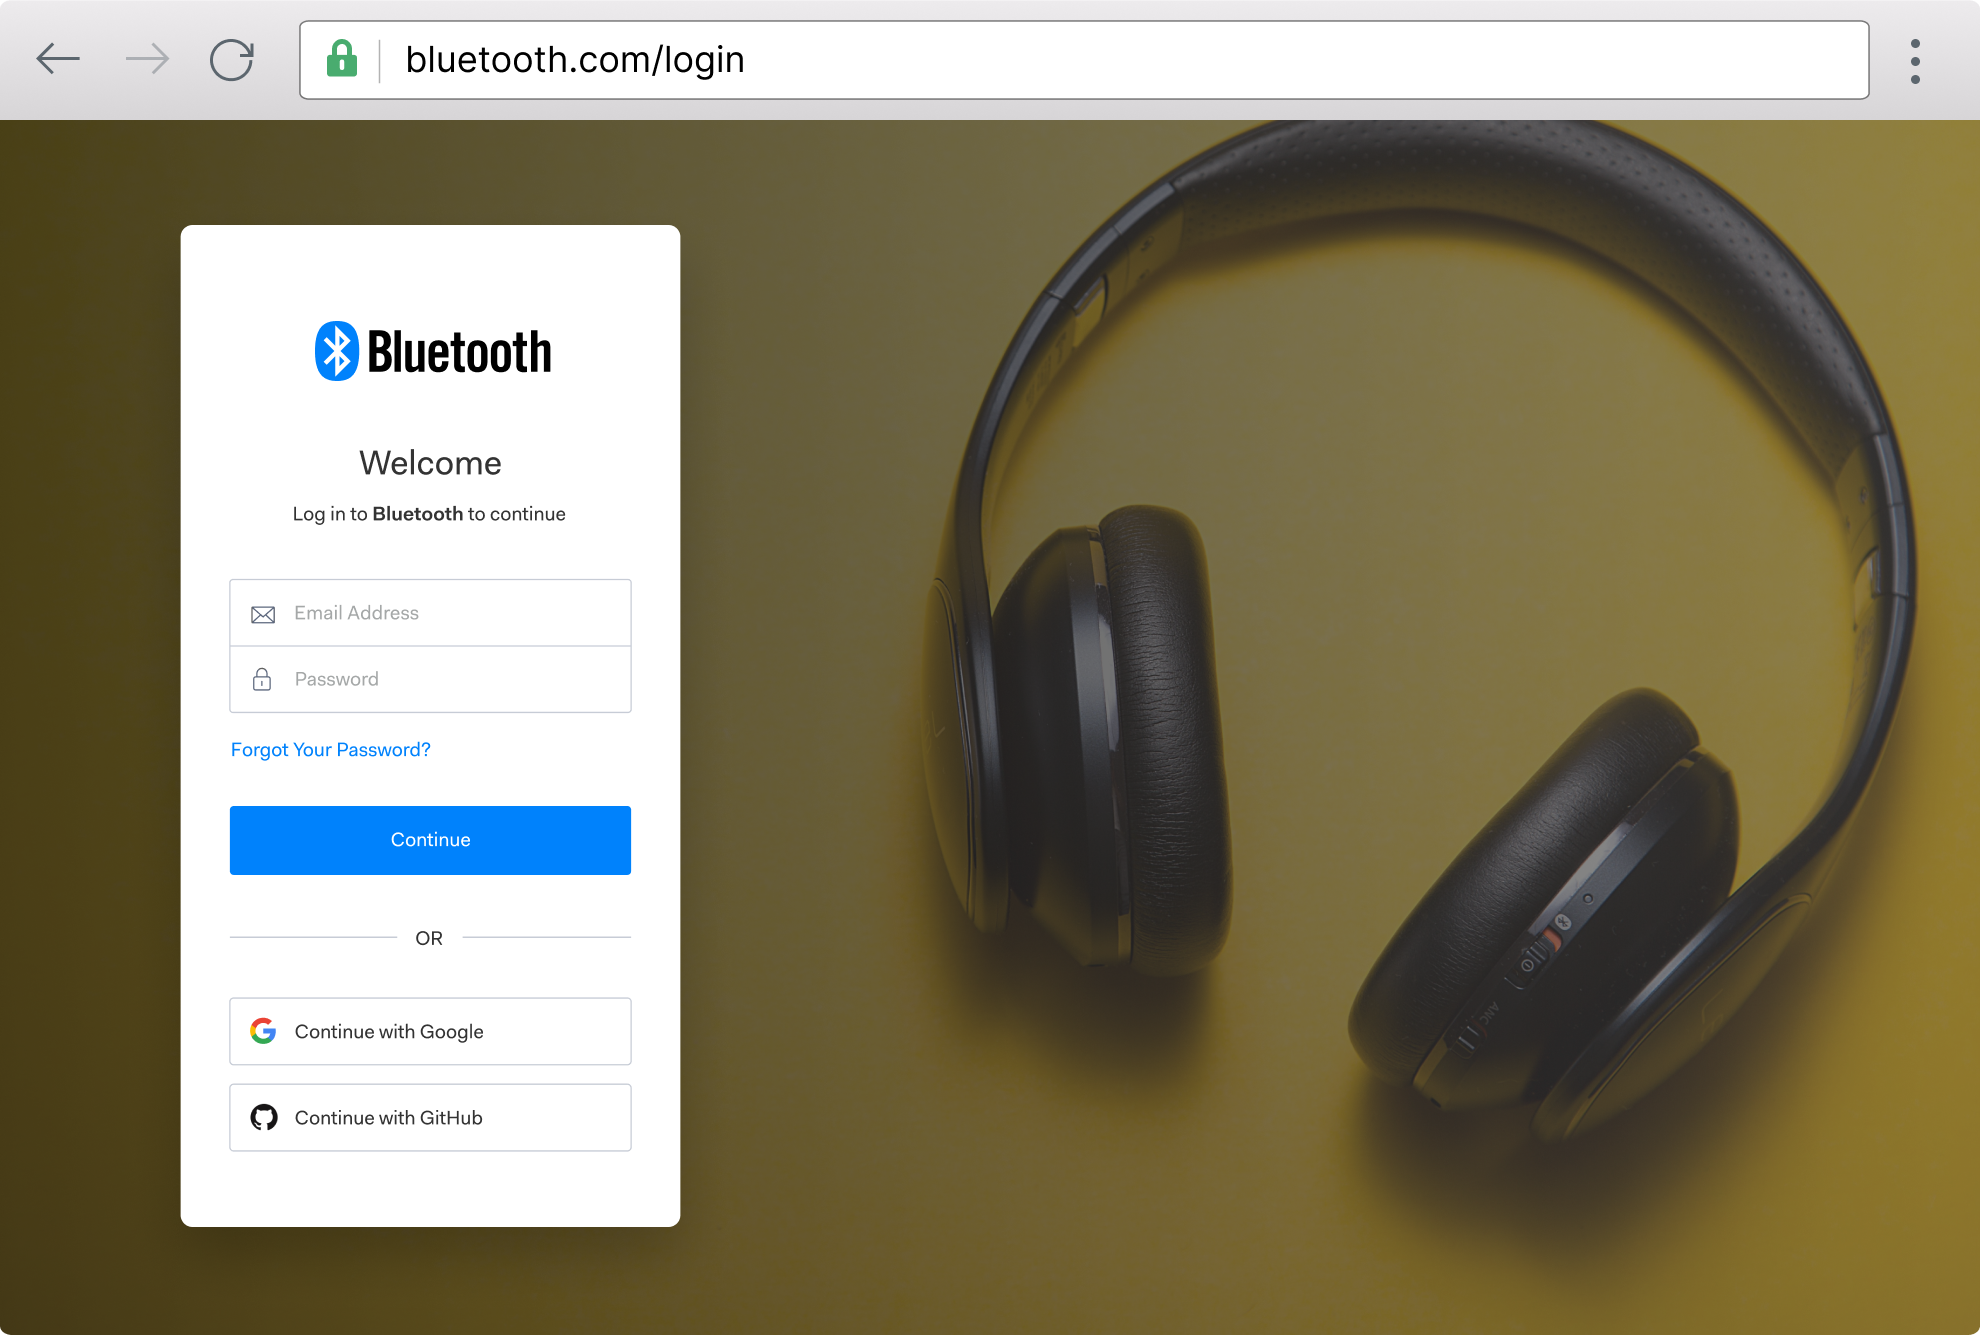 bluetooth.com/login
Bluetooth
Welcome
Log in to Bluetooth to continue
Email Address
Password
Forgot Your Password?
Continue
OR
Continue with Google
Continue with GitHub
ANC